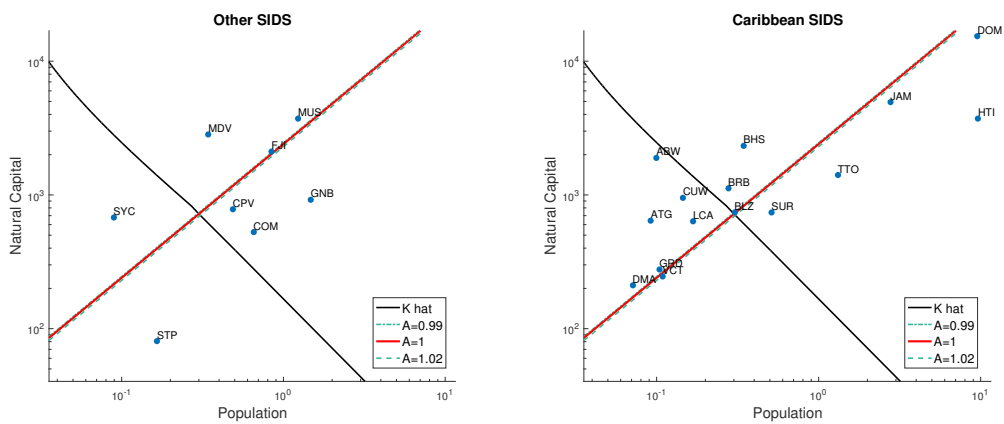 Other SIDS
Natural Capital
10^4
10^3
10^2
MDV
MUS
FJI
GNB
CPV
SYC
COM
STP
K hat
A=0.99
A=1
A=1.02
10^-1
10^0
10^1
Population
Caribbean SIDS
Natural Capital
10^4
10^3
10^2
DOM
JAM
HTI
BHS
ABW
TTO
BRB
CUW
BLZ
SUR
ATG
LCA
GRD
VCT
DMA
K hat
A=0.99
A=1
A=1.02
10^-1
10^0
10^1
Population